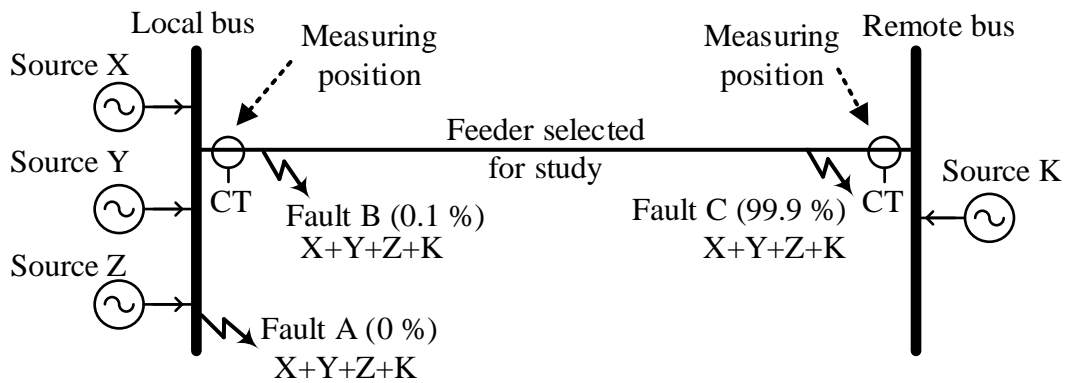 Local bus
Measuring
position
Measuring
position
Remote bus
Source X
Feeder selected
for study
Source Y
CT
CT
Source K
Fault B (0.1 %)
X+Y+Z+K
Fault C (99.9 %)
X+Y+Z+K
Source Z
Fault A (0 %)
X+Y+Z+K